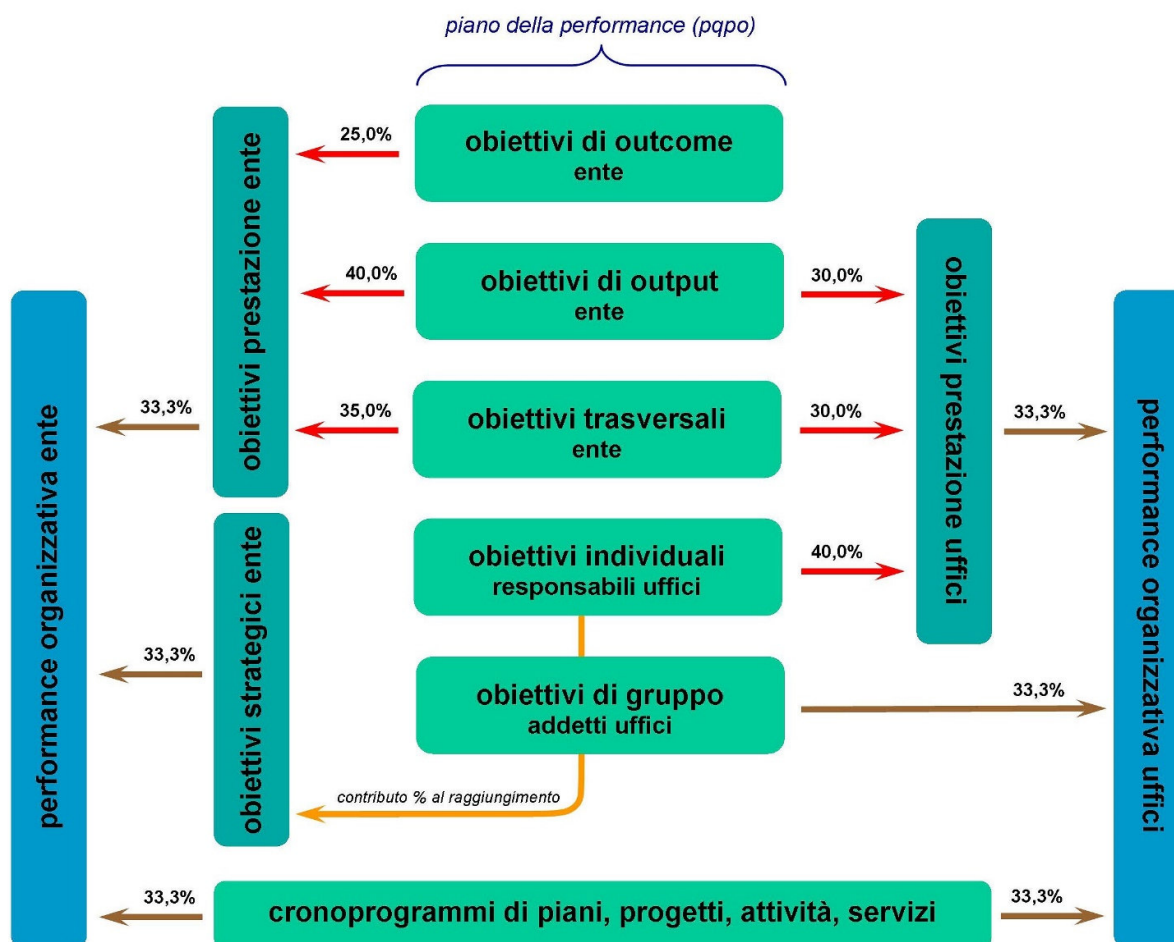 piano della performance (pqpo)
obiettivi di outcome
ente
25,0%
obiettivi prestazione ente
obiettivi di output
ente
40,0%
30,0%
obiettivi prestazione uffici
performance organizzativa ente
obiettivi trasversali
ente
35,0%
30,0%
33,3%
33,3%
performance organizzativa uffici
obiettivi individuali
responsabili uffici
40,0%
obiettivi strategici ente
33,3%
obiettivi di gruppo
addetti uffici
33,3%
contributo % al raggiungimento
33,3%
cronoprogrammi di piani, progetti, attività, servizi
33,3%